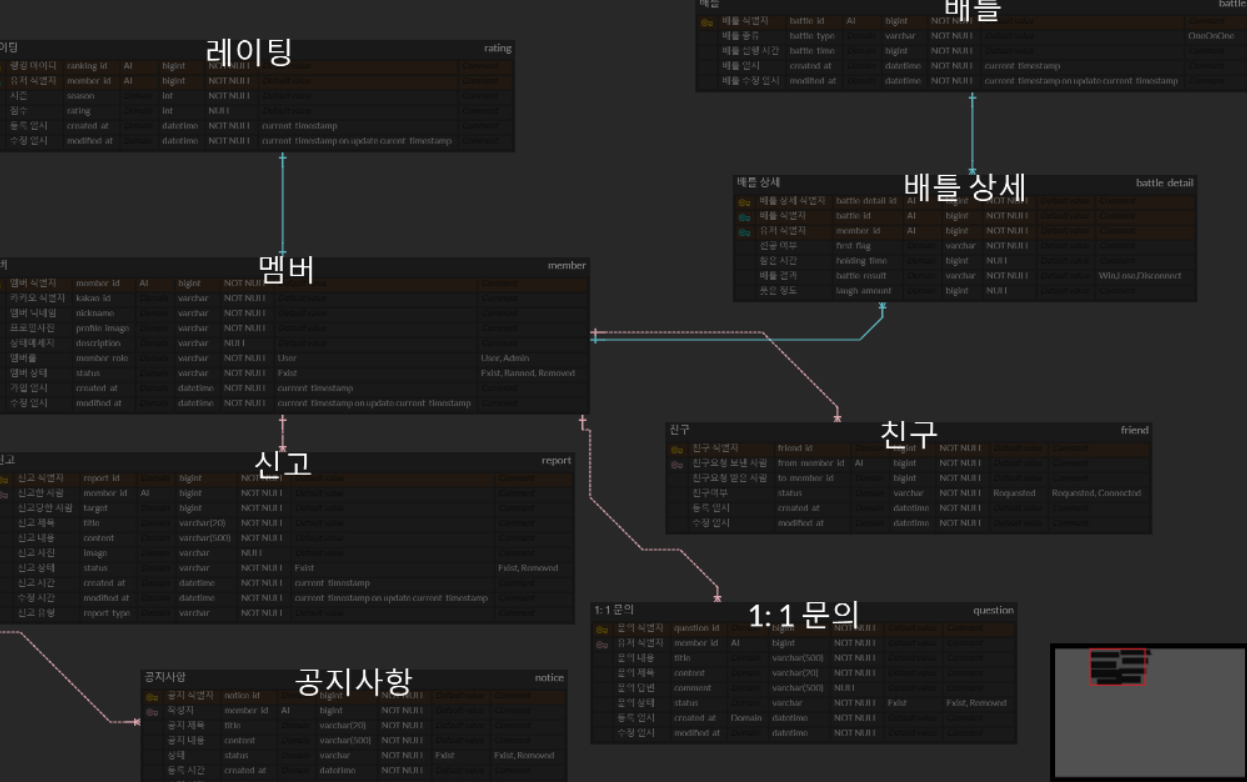 배틀 battle
배틀 식별자 battle id AI bigint NOT NULL Default value Comment
배틀 종류 battle type Domain varchar NOT NULL Default value OneOnOne
배틀 진행 시간 battle time Domain bigint NOT NULL Default value Comment
배틀 일시 created at Domain datetime NOT NULL current timestamp Comment
배틀 수정 일시 modified at Domain datetime NOT NULL current timestamp on update current timestamp Comment
레이팅 rating
랭킹 아이디 ranking id AI bigint NOT NULL Default value Comment
유저 식별자 member id AI bigint NOT NULL Default value Comment
시즌 season Domain int NOT NULL Default value Comment
점수 rating Domain int NULL Default value Comment
등록 일시 created at Domain datetime NOT NULL current timestamp Comment
수정 일시 modified at Domain datetime NOT NULL current timestamp on update current timestamp Comment
배틀 상세 배틀 상세 battle detail
배틀 상세 식별자 battle detail id AI bigint NOT NULL Default value Comment
배틀 식별자 battle id AI bigint NOT NULL Default value Comment
유저 식별자 member id AI bigint NOT NULL Default value Comment
선공 여부 first flag Domain varchar NOT NULL Default value Comment
참은 시간 holding time Domain bigint NULL Default value Comment
배틀 결과 battle result Domain varchar NOT NULL Default value Win,Lose,Disconnect
웃은 정도 laugh amount Domain bigint NULL Default value Comment
멤버 member
멤버 식별자 member id AI bigint NOT NULL Default value Comment
카카오 식별자 kakao id Domain varchar NOT NULL Default value Comment
멤버 닉네임 nickname Domain varchar NOT NULL Default value Comment
프로필사진 profile image Domain varchar NOT NULL Default value Comment
상태메세지 description Domain varchar NULL Default value Comment
멤버롤 member role Domain varchar NOT NULL User User, Admin
멤버 상태 status Domain varchar NOT NULL Exist Exist, Banned, Removed
가입 일시 created at Domain datetime NOT NULL current timestamp Comment
수정 일시 modified at Domain datetime NOT NULL current timestamp on update current timestamp Comment
친구 친구 friend
친구 식별자 friend id Domain bigint NOT NULL Default value Comment
친구요청 보낸 사람 from member id AI bigint NOT NULL Default value Comment
친구요청 받은 사람 to member id Domain bigint NOT NULL Default value Comment
친구여부 status Domain varchar NOT NULL Requested Requested, Connected
등록 일시 created at Domain datetime NOT NULL Default value Comment
수정 일시 modified at Domain datetime NOT NULL Default value Comment
신고 report
신고 식별자 report id Domain bigint NOT NULL Default value Comment
신고한 사람 member id AI bigint NOT NULL Default value Comment
신고당한 사람 target Domain bigint NOT NULL Default value Comment
신고 제목 title Domain varchar(20) NOT NULL Default value Comment
신고 내용 content Domain varchar(500) NOT NULL Default value Comment
신고 사진 image Domain varchar NULL Default value Comment
신고 상태 status Domain varchar NOT NULL Exist Exist, Removed
신고 시간 created at Domain datetime NOT NULL current timestamp Comment
수정 시간 modified at Domain datetime NOT NULL current timestamp on update current timestamp Comment
신고 유형 report type Domain varchar NOT NULL Default value Comment
1: 1 문의 1: 1 문의 question
문의 식별자 question id Domain bigint NOT NULL Default value Comment
유저 식별자 member id AI bigint NOT NULL Default value Comment
문의 내용 title Domain varchar(500) NOT NULL Default value Comment
문의 제목 content Domain varchar(20) NOT NULL Default value Comment
문의 답변 comment Domain varchar(500) NULL Default value Comment
문의 상태 status Domain varchar NOT NULL Exist Exist, Removed
등록 일시 created at Domain datetime NOT NULL Default value Comment
수정 일시 modified at Domain datetime NOT NULL Default value Comment
공지사항 공지사항 notice
공지 식별자 notice id Domain bigint NOT NULL Default value Comment
작성자 member id AI bigint NOT NULL Default value Comment
공지 제목 title Domain varchar(20) NOT NULL Default value Comment
공지 내용 content Domain varchar(500) NOT NULL Default value Comment
상태 status Domain varchar NOT NULL Exist Exist, Removed
등록 시간 created at Domain datetime NOT NULL Default value Comment